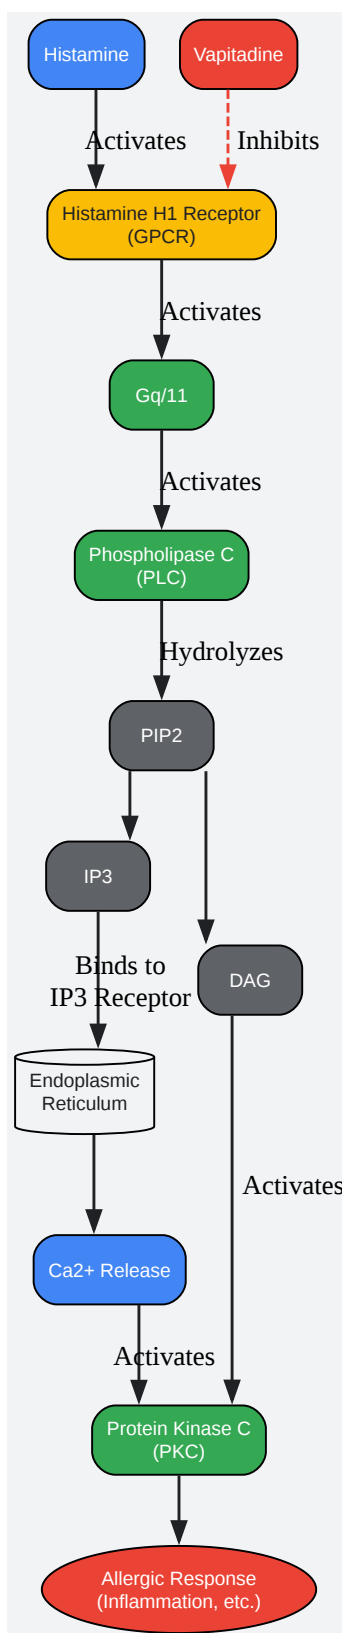 Histamine
Vapitadine
Activates
Inhibits
Histamine H1 Receptor
(GPCR)
Activates
Gq/11
Activates
Phospholipase C
(PLC)
Hydrolyzes
PIP2
IP3
Binds to
IP3 Receptor
DAG
Endoplasmic
Reticulum
Activates
Ca2+ Release
Activates
Protein Kinase C
(PKC)
Allergic Response
(Inflammation, etc.)